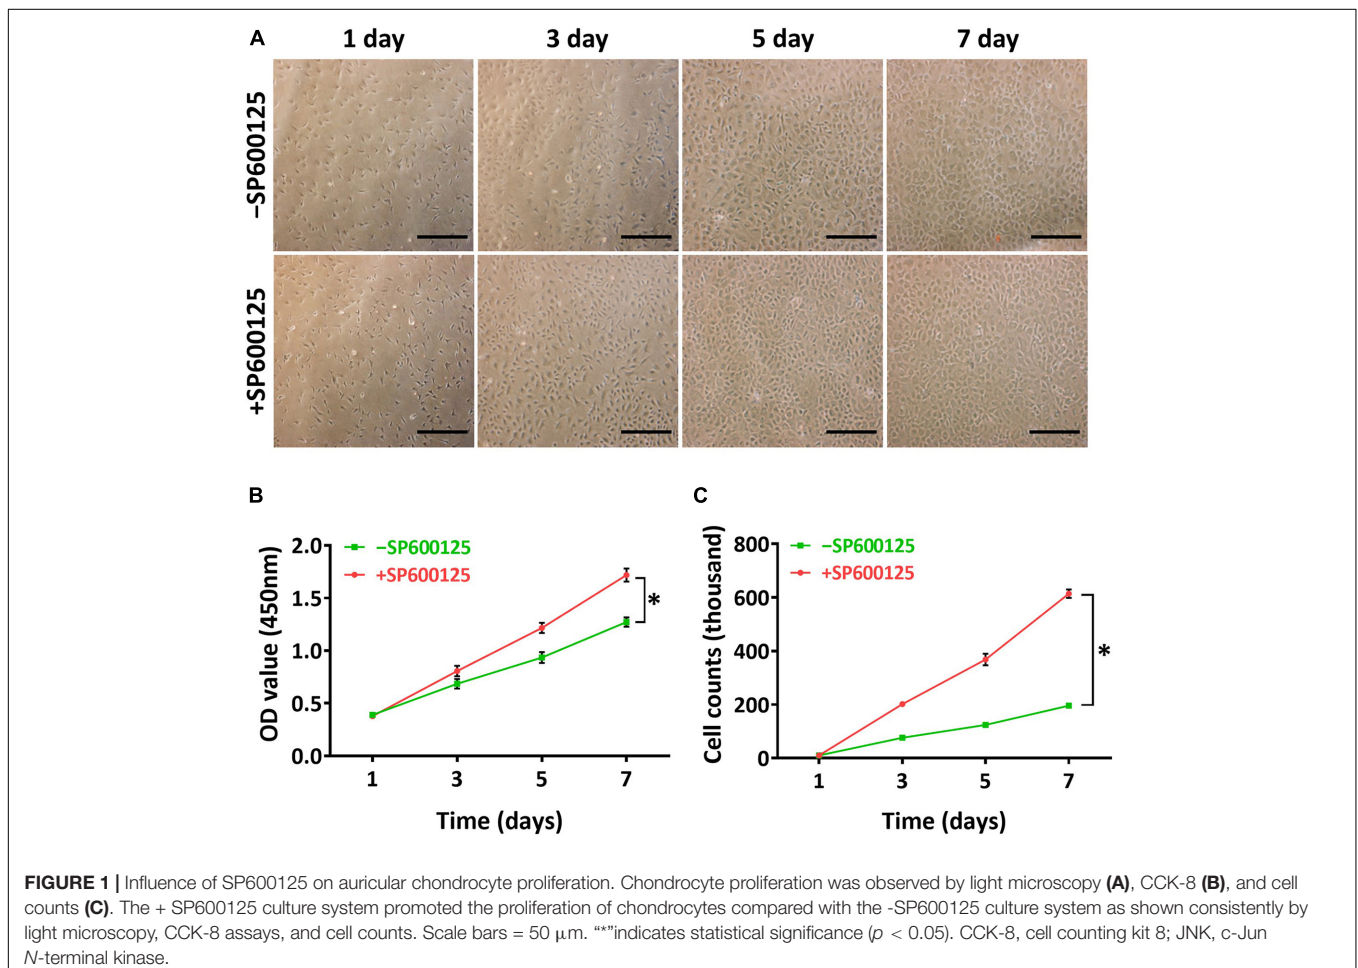 A
1 day 3 day 5 day 7 day
−SP600125
+SP600125
B
OD value (450nm)
2.0
1.5
1.0
0.5
0.0
−SP600125
+SP600125
*
1 3 5 7
Time (days)
C
Cell counts (thousand)
800
600
400
200
0
−SP600125
+SP600125
*
1 3 5 7
Time (days)
FIGURE 1 | Influence of SP600125 on auricular chondrocyte proliferation. Chondrocyte proliferation was observed by light microscopy (A), CCK-8 (B), and cell
counts (C). The + SP600125 culture system promoted the proliferation of chondrocytes compared with the -SP600125 culture system as shown consistently by
light microscopy, CCK-8 assays, and cell counts. Scale bars = 50 μm. “*”indicates statistical significance (p < 0.05). CCK-8, cell counting kit 8; JNK, c-Jun
N-terminal kinase.